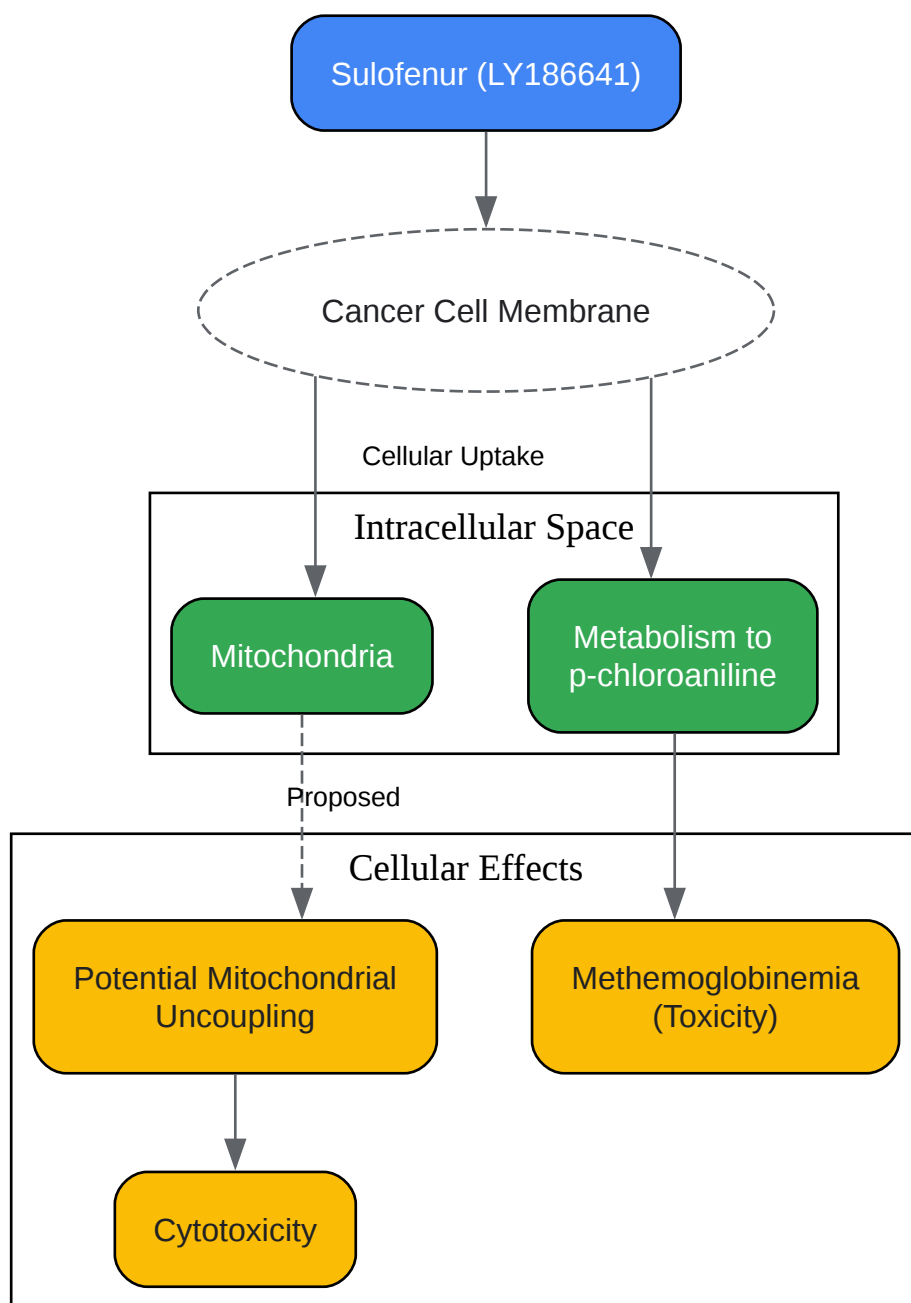 Sulofenur (LY186641)
Cancer Cell Membrane
Cellular Uptake
Intracellular Space
Mitochondria
Metabolism to
p-chloroaniline
Proposed
Cellular Effects
Potential Mitochondrial
Uncoupling
Methemoglobinemia
(Toxicity)
Cytotoxicity